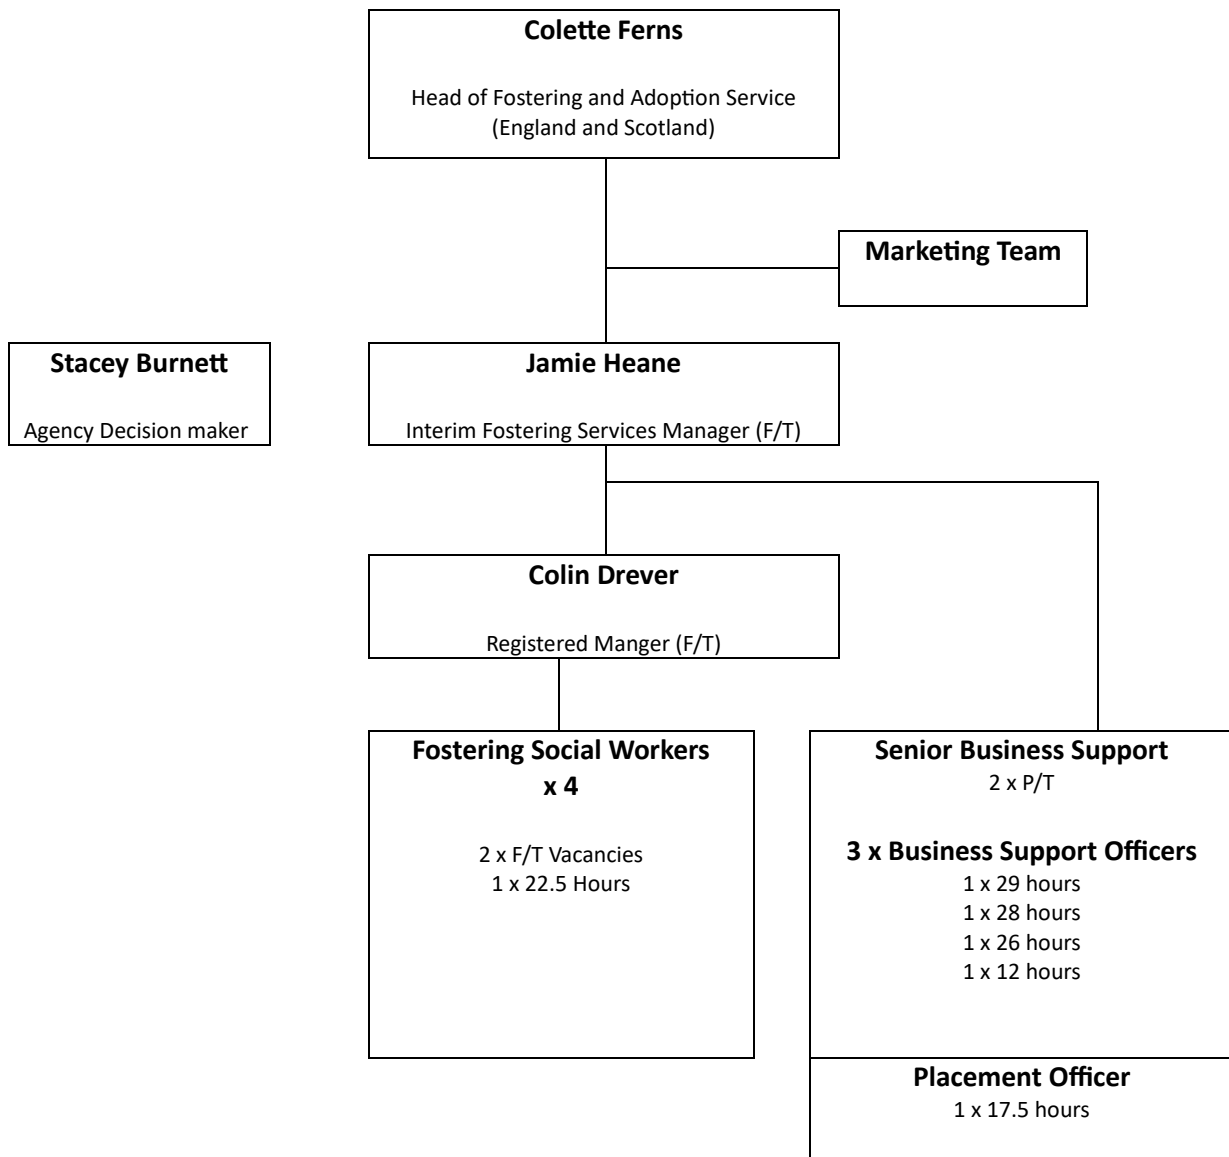 Colette Ferns
Head of Fostering and Adoption Service
(England and Scotland)
Marketing Team
Stacey Burnett
Agency Decision maker
Jamie Heane
Interim Fostering Services Manager (F/T)
Colin Drever
Registered Manger (F/T)
Fostering Social Workers
x 4
2 x F/T Vacancies
1 x 22.5 Hours
Senior Business Support
2 x P/T
3 x Business Support Officers
1 x 29 hours
1 x 28 hours
1 x 26 hours
1 x 12 hours
Placement Officer
1 x 17.5 hours